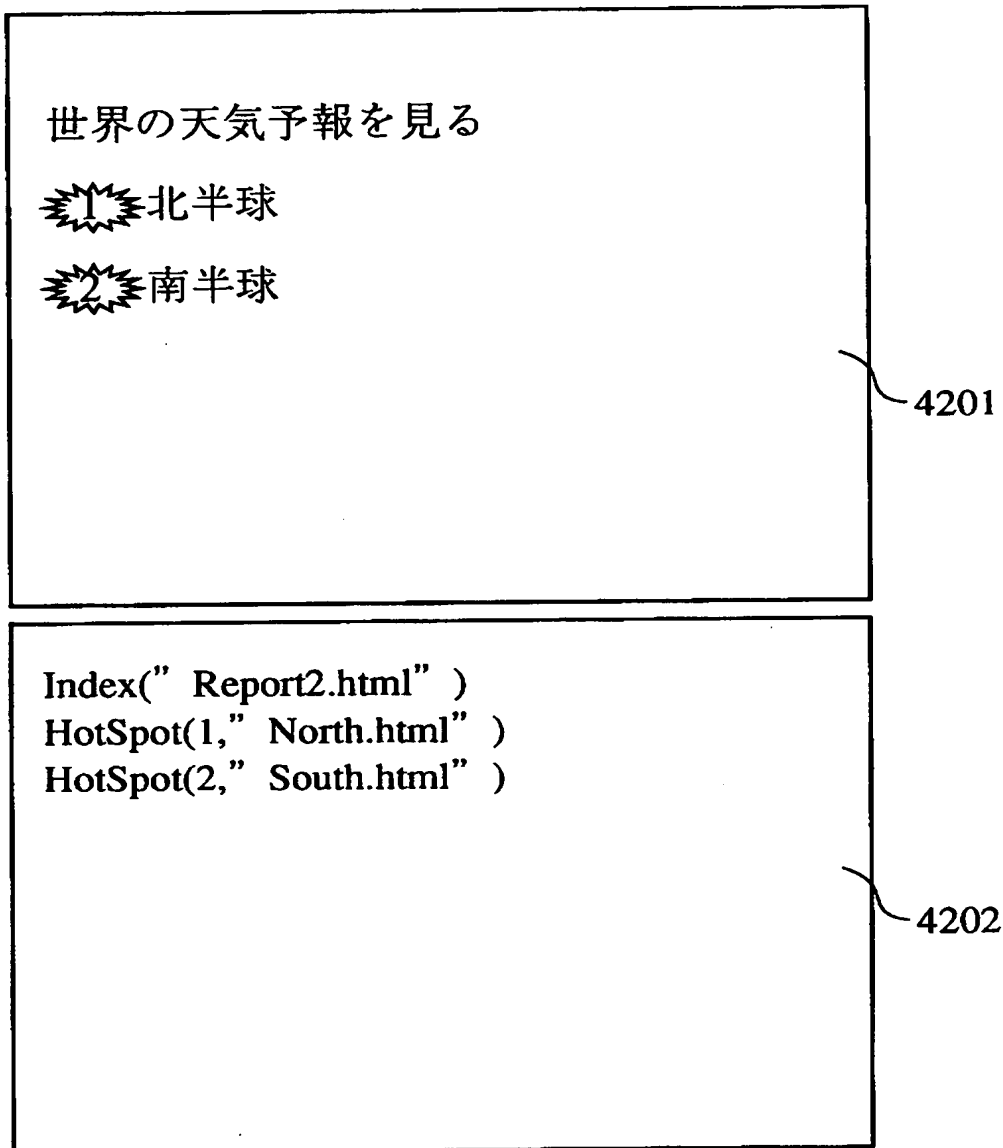 世界の天気予報を見る
1 北半球
2 南半球
4201
Index(” Report2.html” )
HotSpot(1,” North.html” )
HotSpot(2,” South.html” )
4202